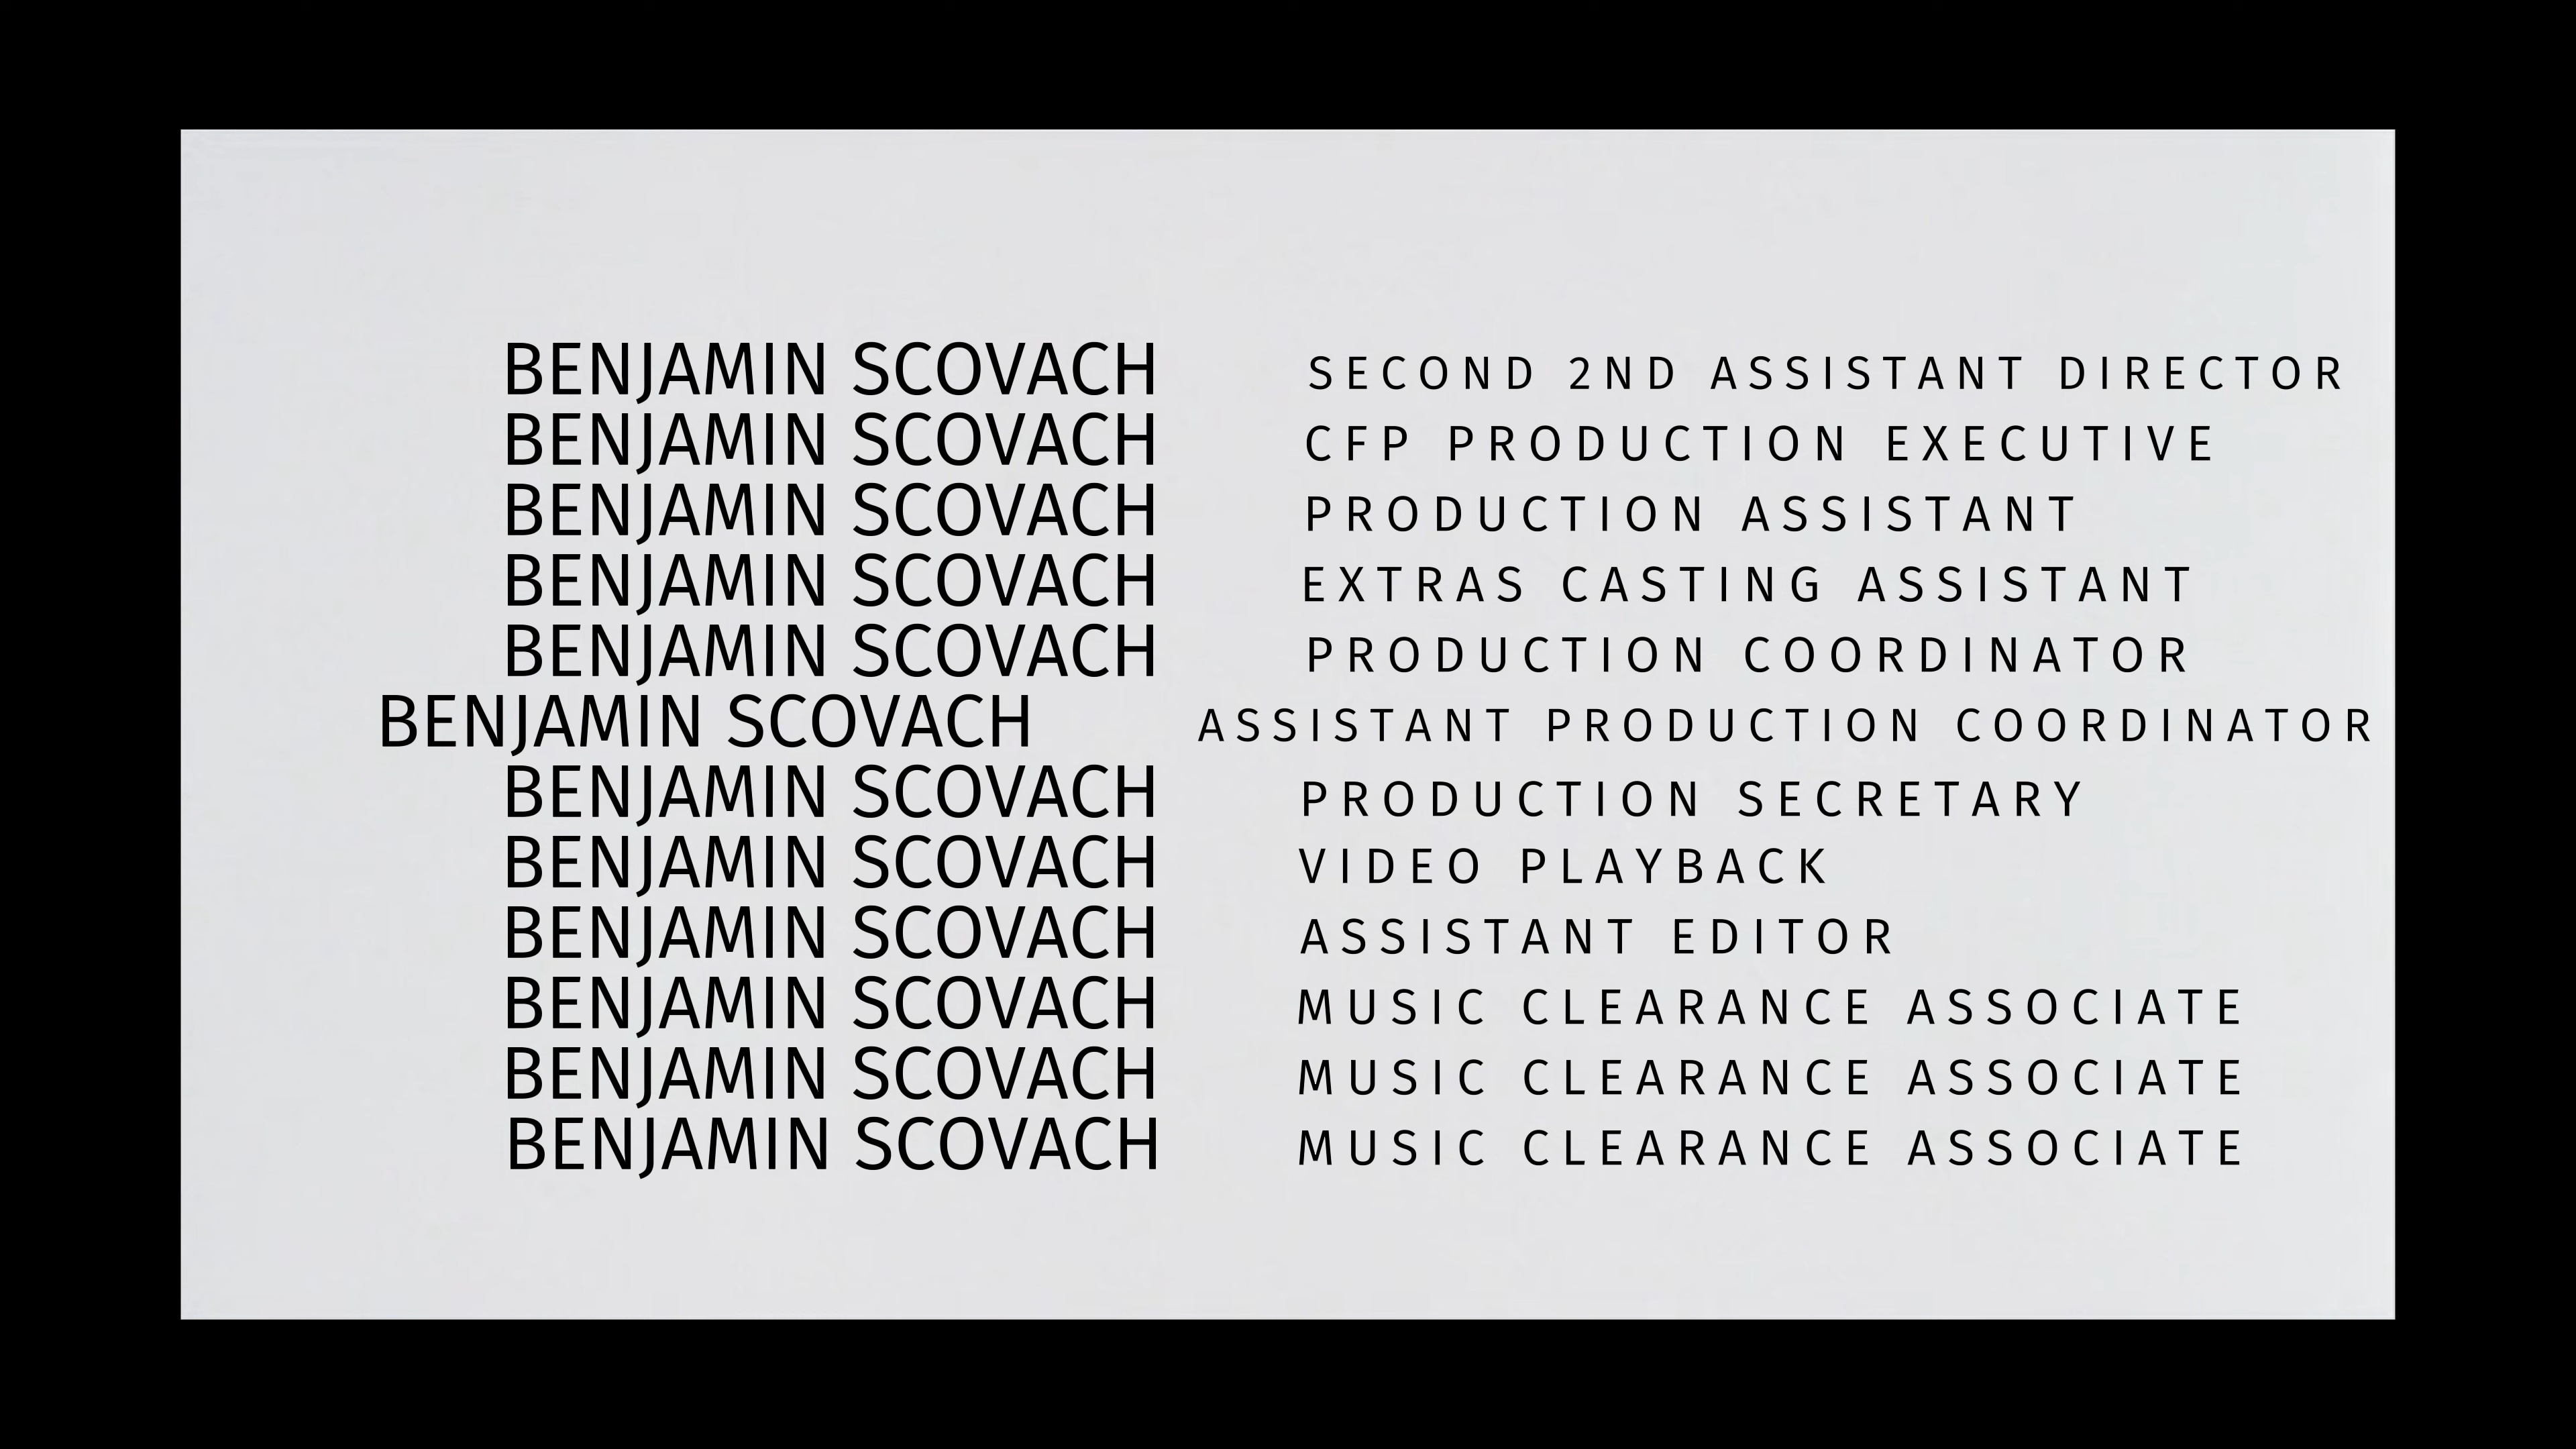 BENJAMIN SCOVACH SECOND 2ND ASSISTANT DIRECTOR
BENJAMIN SCOVACH CFP PRODUCTION EXECUTIVE
BENJAMIN SCOVACH PRODUCTION ASSISTANT
BENJAMIN SCOVACH EXTRAS CASTING ASSISTANT
BENJAMIN SCOVACH PRODUCTION COORDINATOR
BENJAMIN SCOVACH ASSISTANT PRODUCTION COORDINATOR
BENJAMIN SCOVACH PRODUCTION SECRETARY
BENJAMIN SCOVACH VIDEO PLAYBACK
BENJAMIN SCOVACH ASSISTANT EDITOR
BENJAMIN SCOVACH MUSIC CLEARANCE ASSOCIATE
BENJAMIN SCOVACH MUSIC CLEARANCE ASSOCIATE
BENJAMIN SCOVACH MUSIC CLEARANCE ASSOCIATE